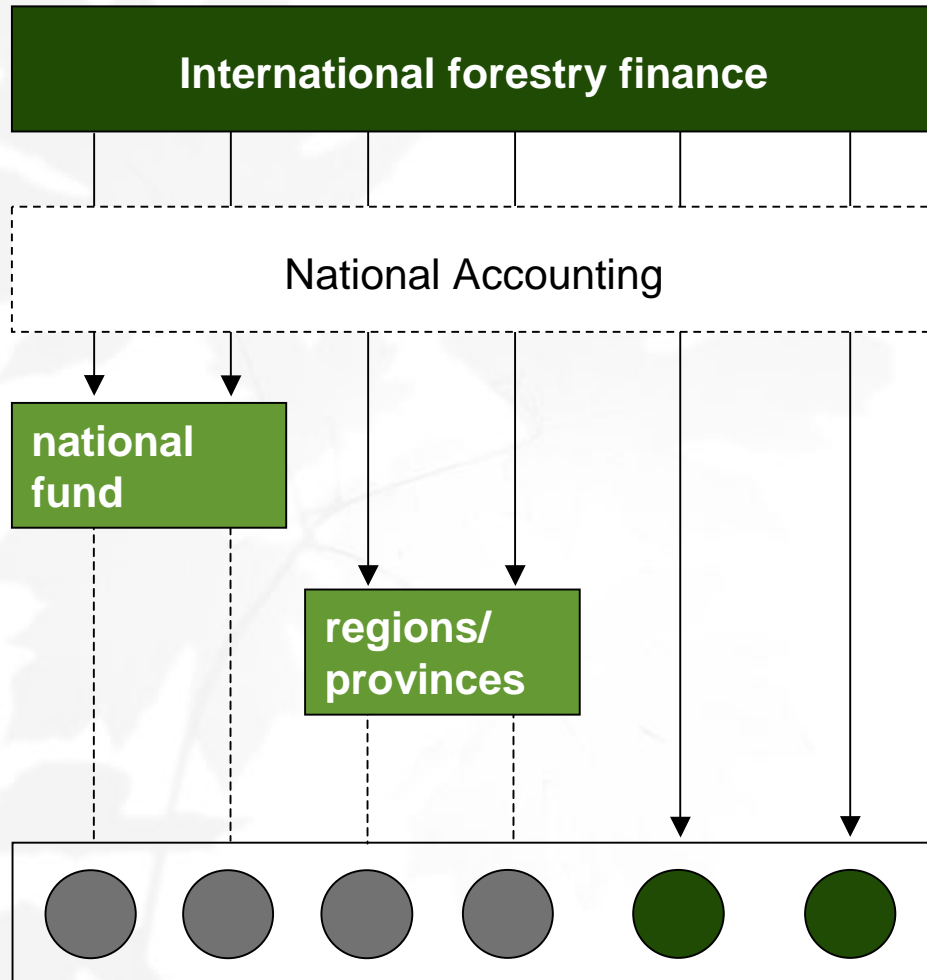 International forestry finance
National Accounting
national
fund
regions/
provinces